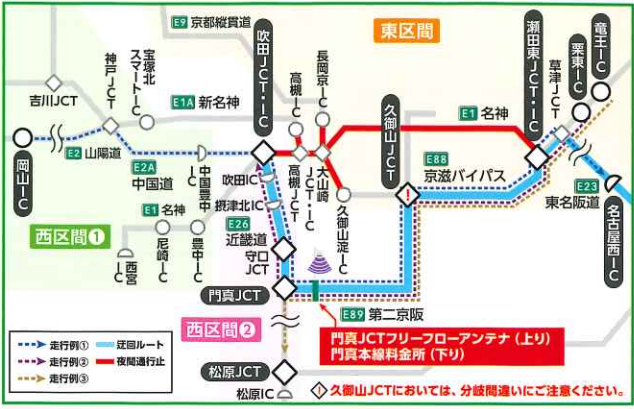 E9 京都縦貫道
東区間
吹田JCT・IC
長岡京IC
高槻IC
瀬田東JCT・IC
草津JCT
栗東IC
竜王IC
神戸JCT
宝塚北スマートIC
吉川JCT
E1A 新名神
久御山JCT
E1 名神
岡山IC
E2 山陽道
E2A
中国道
中国豊中IC
吹田IC
高槻JCT
大山崎JCT・IC
E88
京滋バイパス
E23
東名阪道
名古屋西IC
摂津北IC
久御山淀IC
E1 名神
E26
近畿道
西区間①
西宮IC
尼崎IC
豊中IC
守口JCT
門真JCT
E89 第二京阪
西区間②
門真JCTフリーフローアンテナ(上り)
門真本線料金所(下り)
走行例①
迂回ルート
走行例②
夜間通行止
走行例③
松原JCT
松原IC
! 久御山JCTにおいては、分岐間違いにご注意ください。